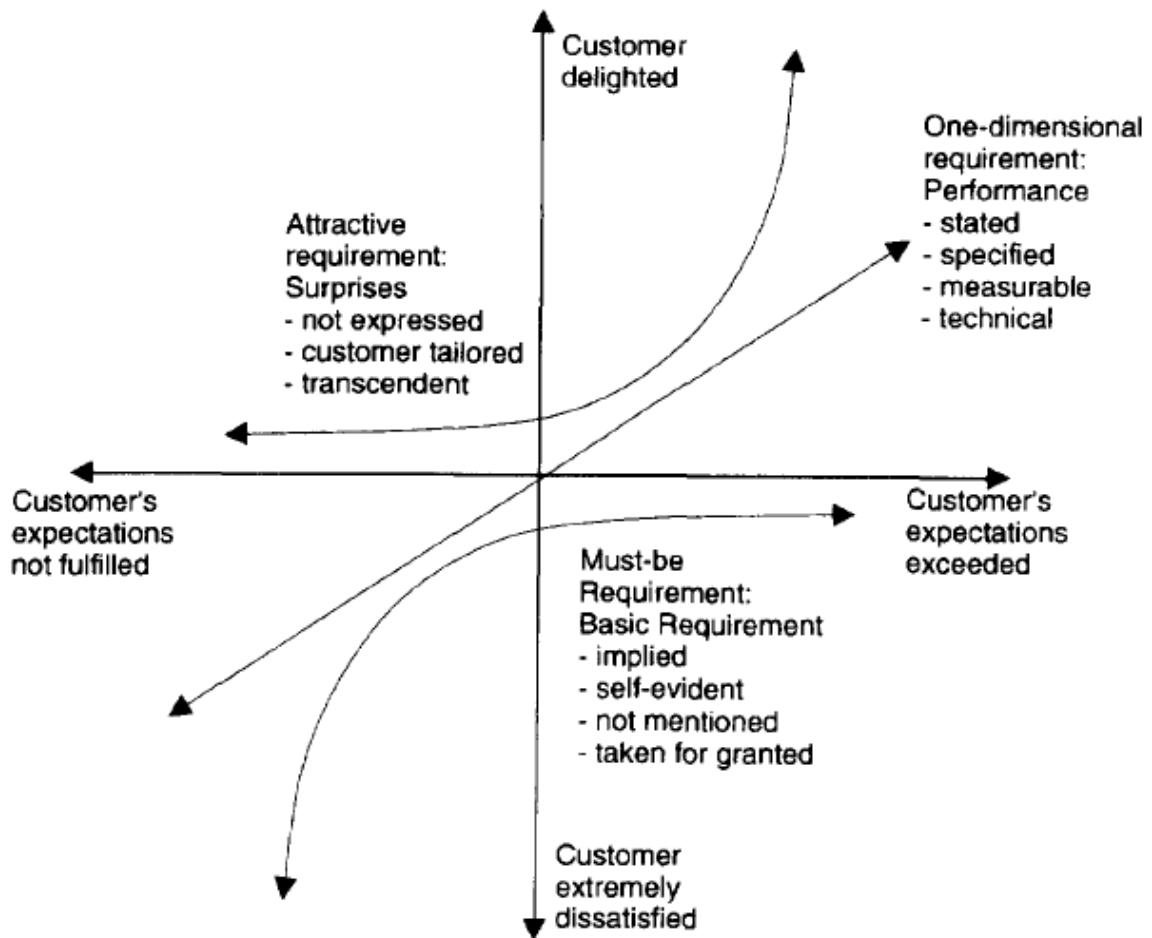 Customer
delighted
One-dimensional
requirement:
Performance
- stated
- specified
- measurable
- technical
Attractive
requirement:
Surprises
- not expressed
- customer tailored
- transcendent
Customer's
expectations
not fulfilled
Customer's
expectations
exceeded
Must-be
Requirement:
Basic Requirement
- implied
- self-evident
- not mentioned
- taken for granted
Customer
extremely
dissatisfied